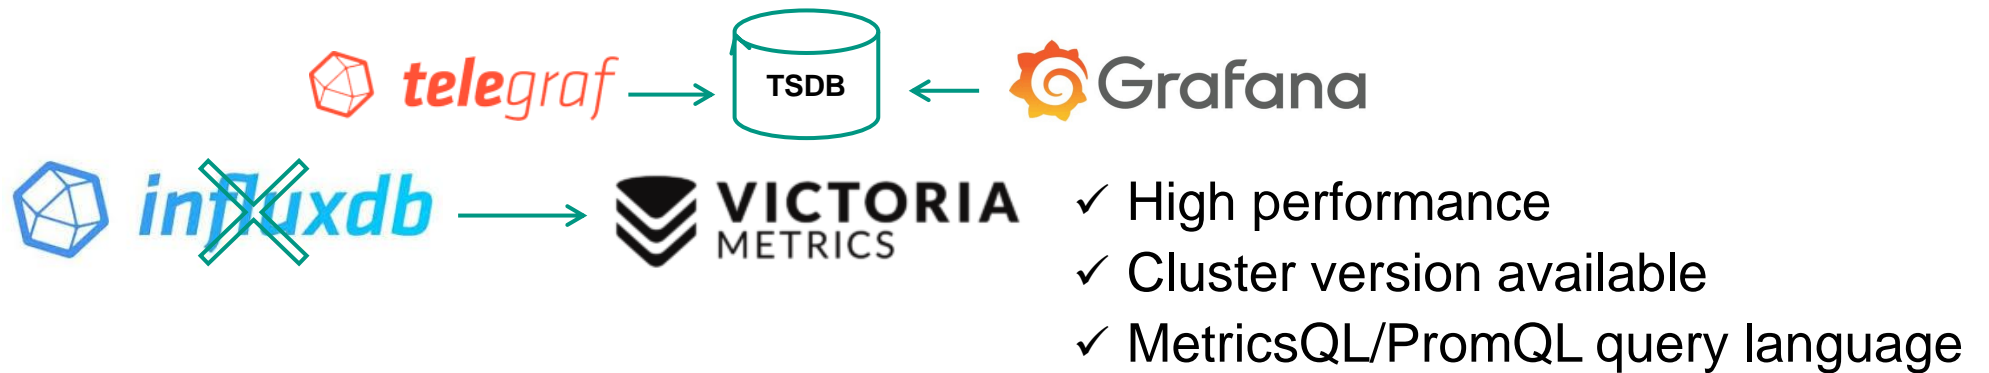 telegraf
TSDB
Grafana
influxdb
VICTORIA
METRICS
✓ High performance
✓ Cluster version available
✓ MetricsQL/PromQL query language